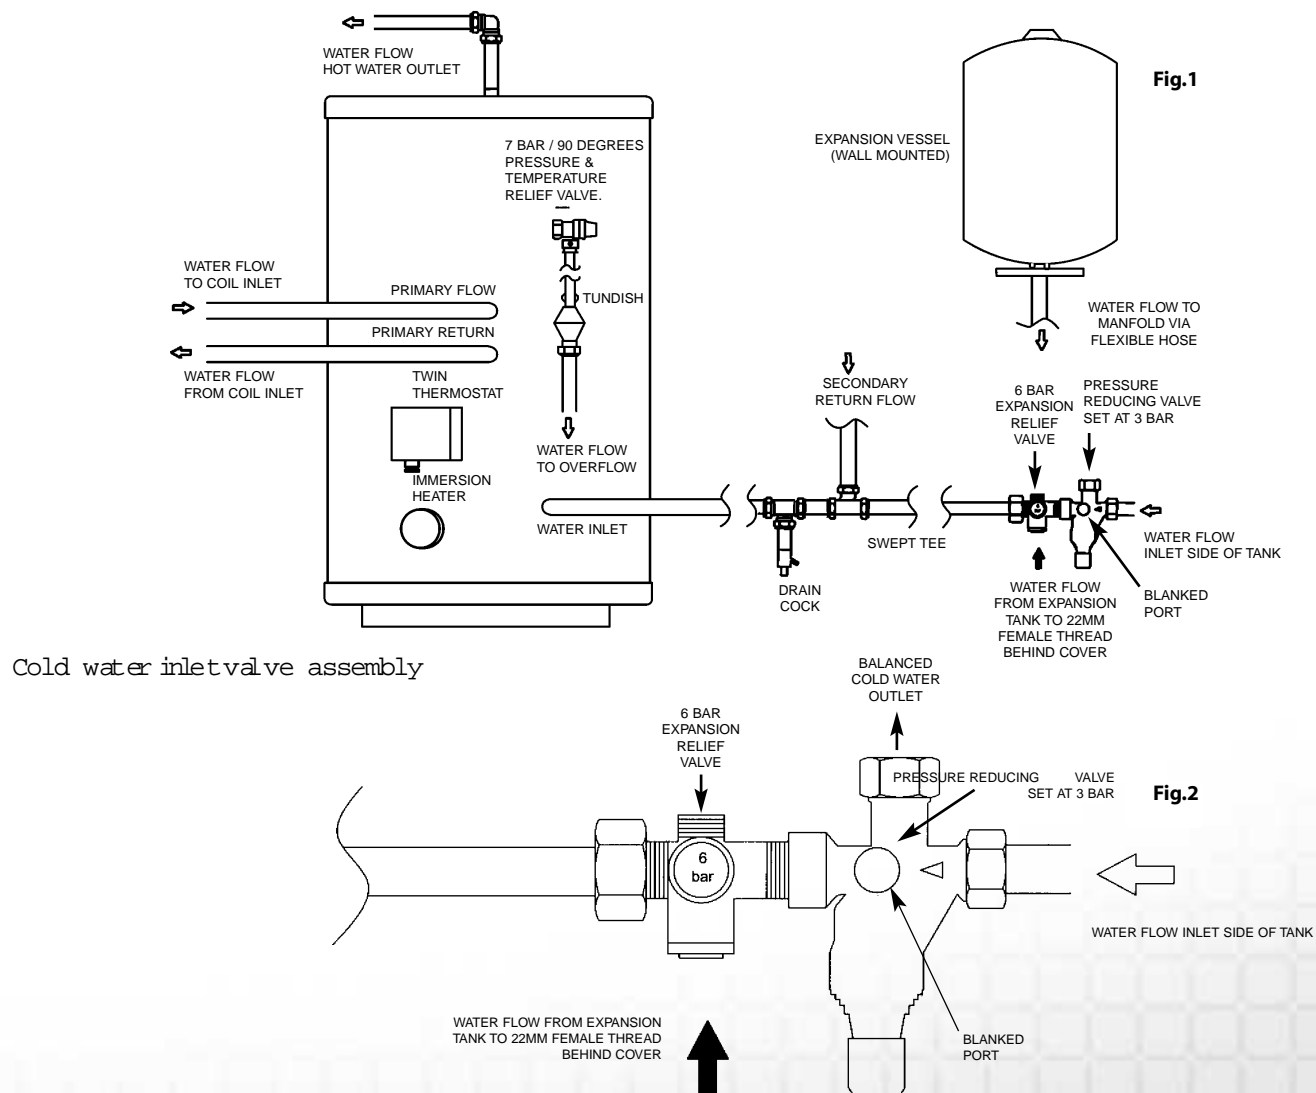 WATER FLOW
HOT WATER OUTLET
Fig.1
7 BAR / 90 DEGREES
PRESSURE &
TEMPERATURE
RELIEF VALVE.
EXPANSION VESSEL
(WALL MOUNTED)
WATER FLOW
TO COIL INLET
PRIMARY FLOW
TUNDISH
PRIMARY RETURN
WATER FLOW
FROM COIL INLET
TWIN
THERMOSTAT
WATER FLOW TO
MANFOLD VIA
FLEXIBLE HOSE
SECONDARY
RETURN FLOW
6 BAR
EXPANSION
RELIEF
VALVE
PRESSURE
REDUCING VALVE
SET AT 3 BAR
WATER FLOW
TO OVERFLOW
IMMERSION
HEATER
WATER INLET
SWEPT TEE
WATER FLOW
INLET SIDE OF TANK
DRAIN
COCK
WATER FLOW
FROM EXPANSION
TANK TO 22MM
FEMALE THREAD
BEHIND COVER
BLANKED
PORT
Cold water inlet valve assembly
BALANCED
COLD WATER
OUTLET
6 BAR
EXPANSION
RELIEF
VALVE
PRESSURE REDUCING VALVE
SET AT 3 BAR
Fig.2
6
bar
WATER FLOW INLET SIDE OF TANK
WATER FLOW FROM EXPANSION
TANK TO 22MM FEMALE THREAD
BEHIND COVER
BLANKED
PORT